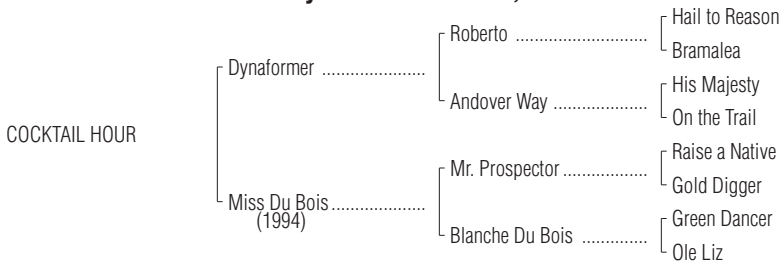 Hail to Reason
Roberto ............................
Bramalea
Dynaformer ......................
His Majesty
Andover Way ....................
On the Trail
COCKTAIL HOUR
Raise a Native
Mr. Prospector ..................
Gold Digger
Miss Du Bois ....................
(1994)
Green Dancer
Blanche Du Bois ..............
Ole Liz